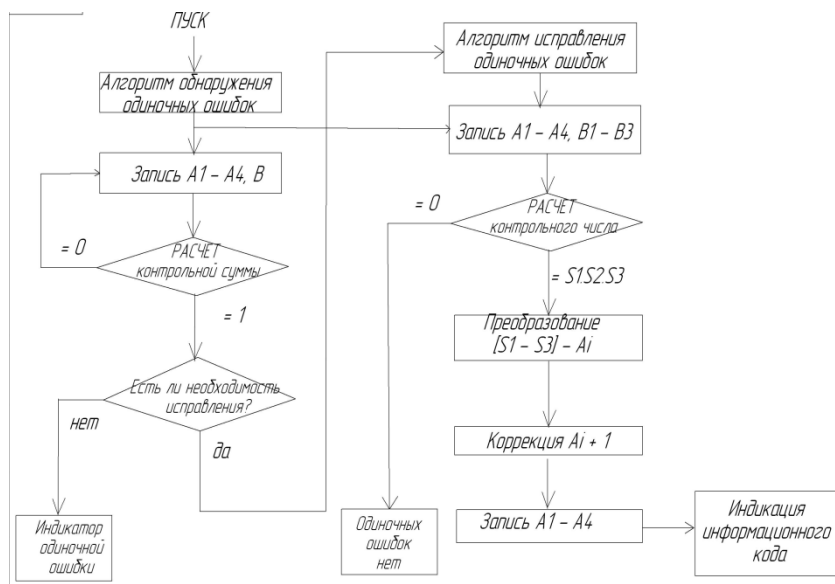 ПУСК
Алгоритм обнаружения
одиночных ошибок
Запись А1 – А4, В
= 0
РАСЧЕТ
контрольной суммы
= 1
Есть ли необходимость
исправления?
нет
да
Индикатор
одиночной
ошибки
Алгоритм исправления
одиночных ошибок
Запись А1 – А4, В1 – В3
= 0
РАСЧЕТ
контрольного числа
= S1.S2.S3
Преобразование
[S1 – S3] – Ai
Коррекция Ai + 1
Одиночных
ошибок
нет
Запись А1 – А4
Индикация
информационного
кода